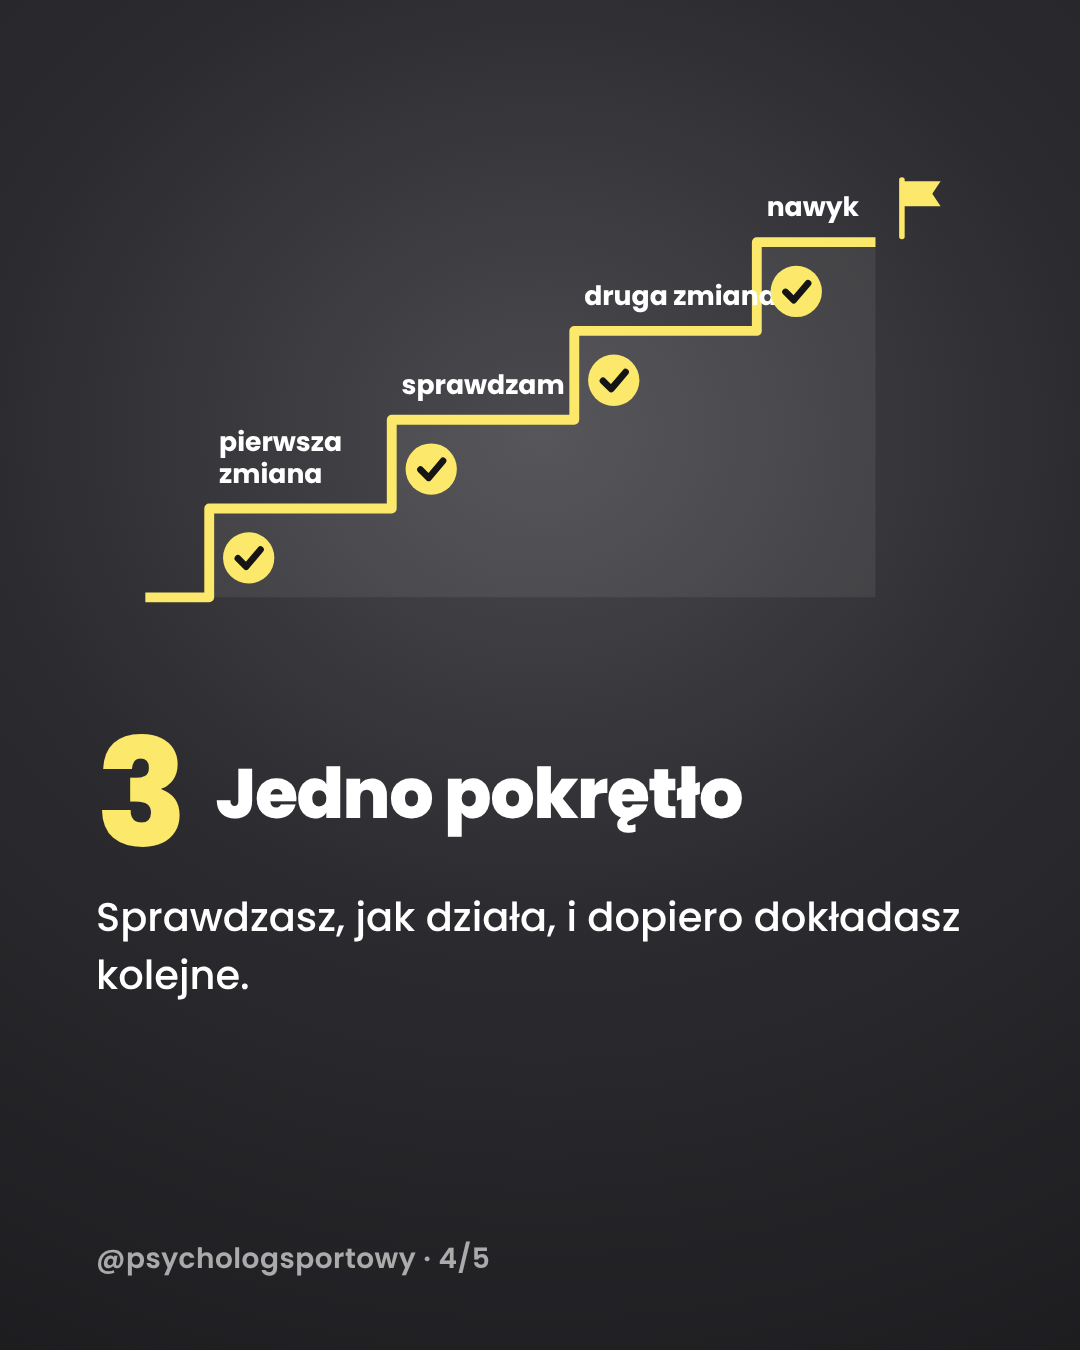 nawyk
druga zmiana
sprawdzam
pierwsza
zmiana
3 Jedno pokrętło
Sprawdzasz, jak działa, i dopiero dokładasz
kolejne.
@psychologsportowy · 4/5